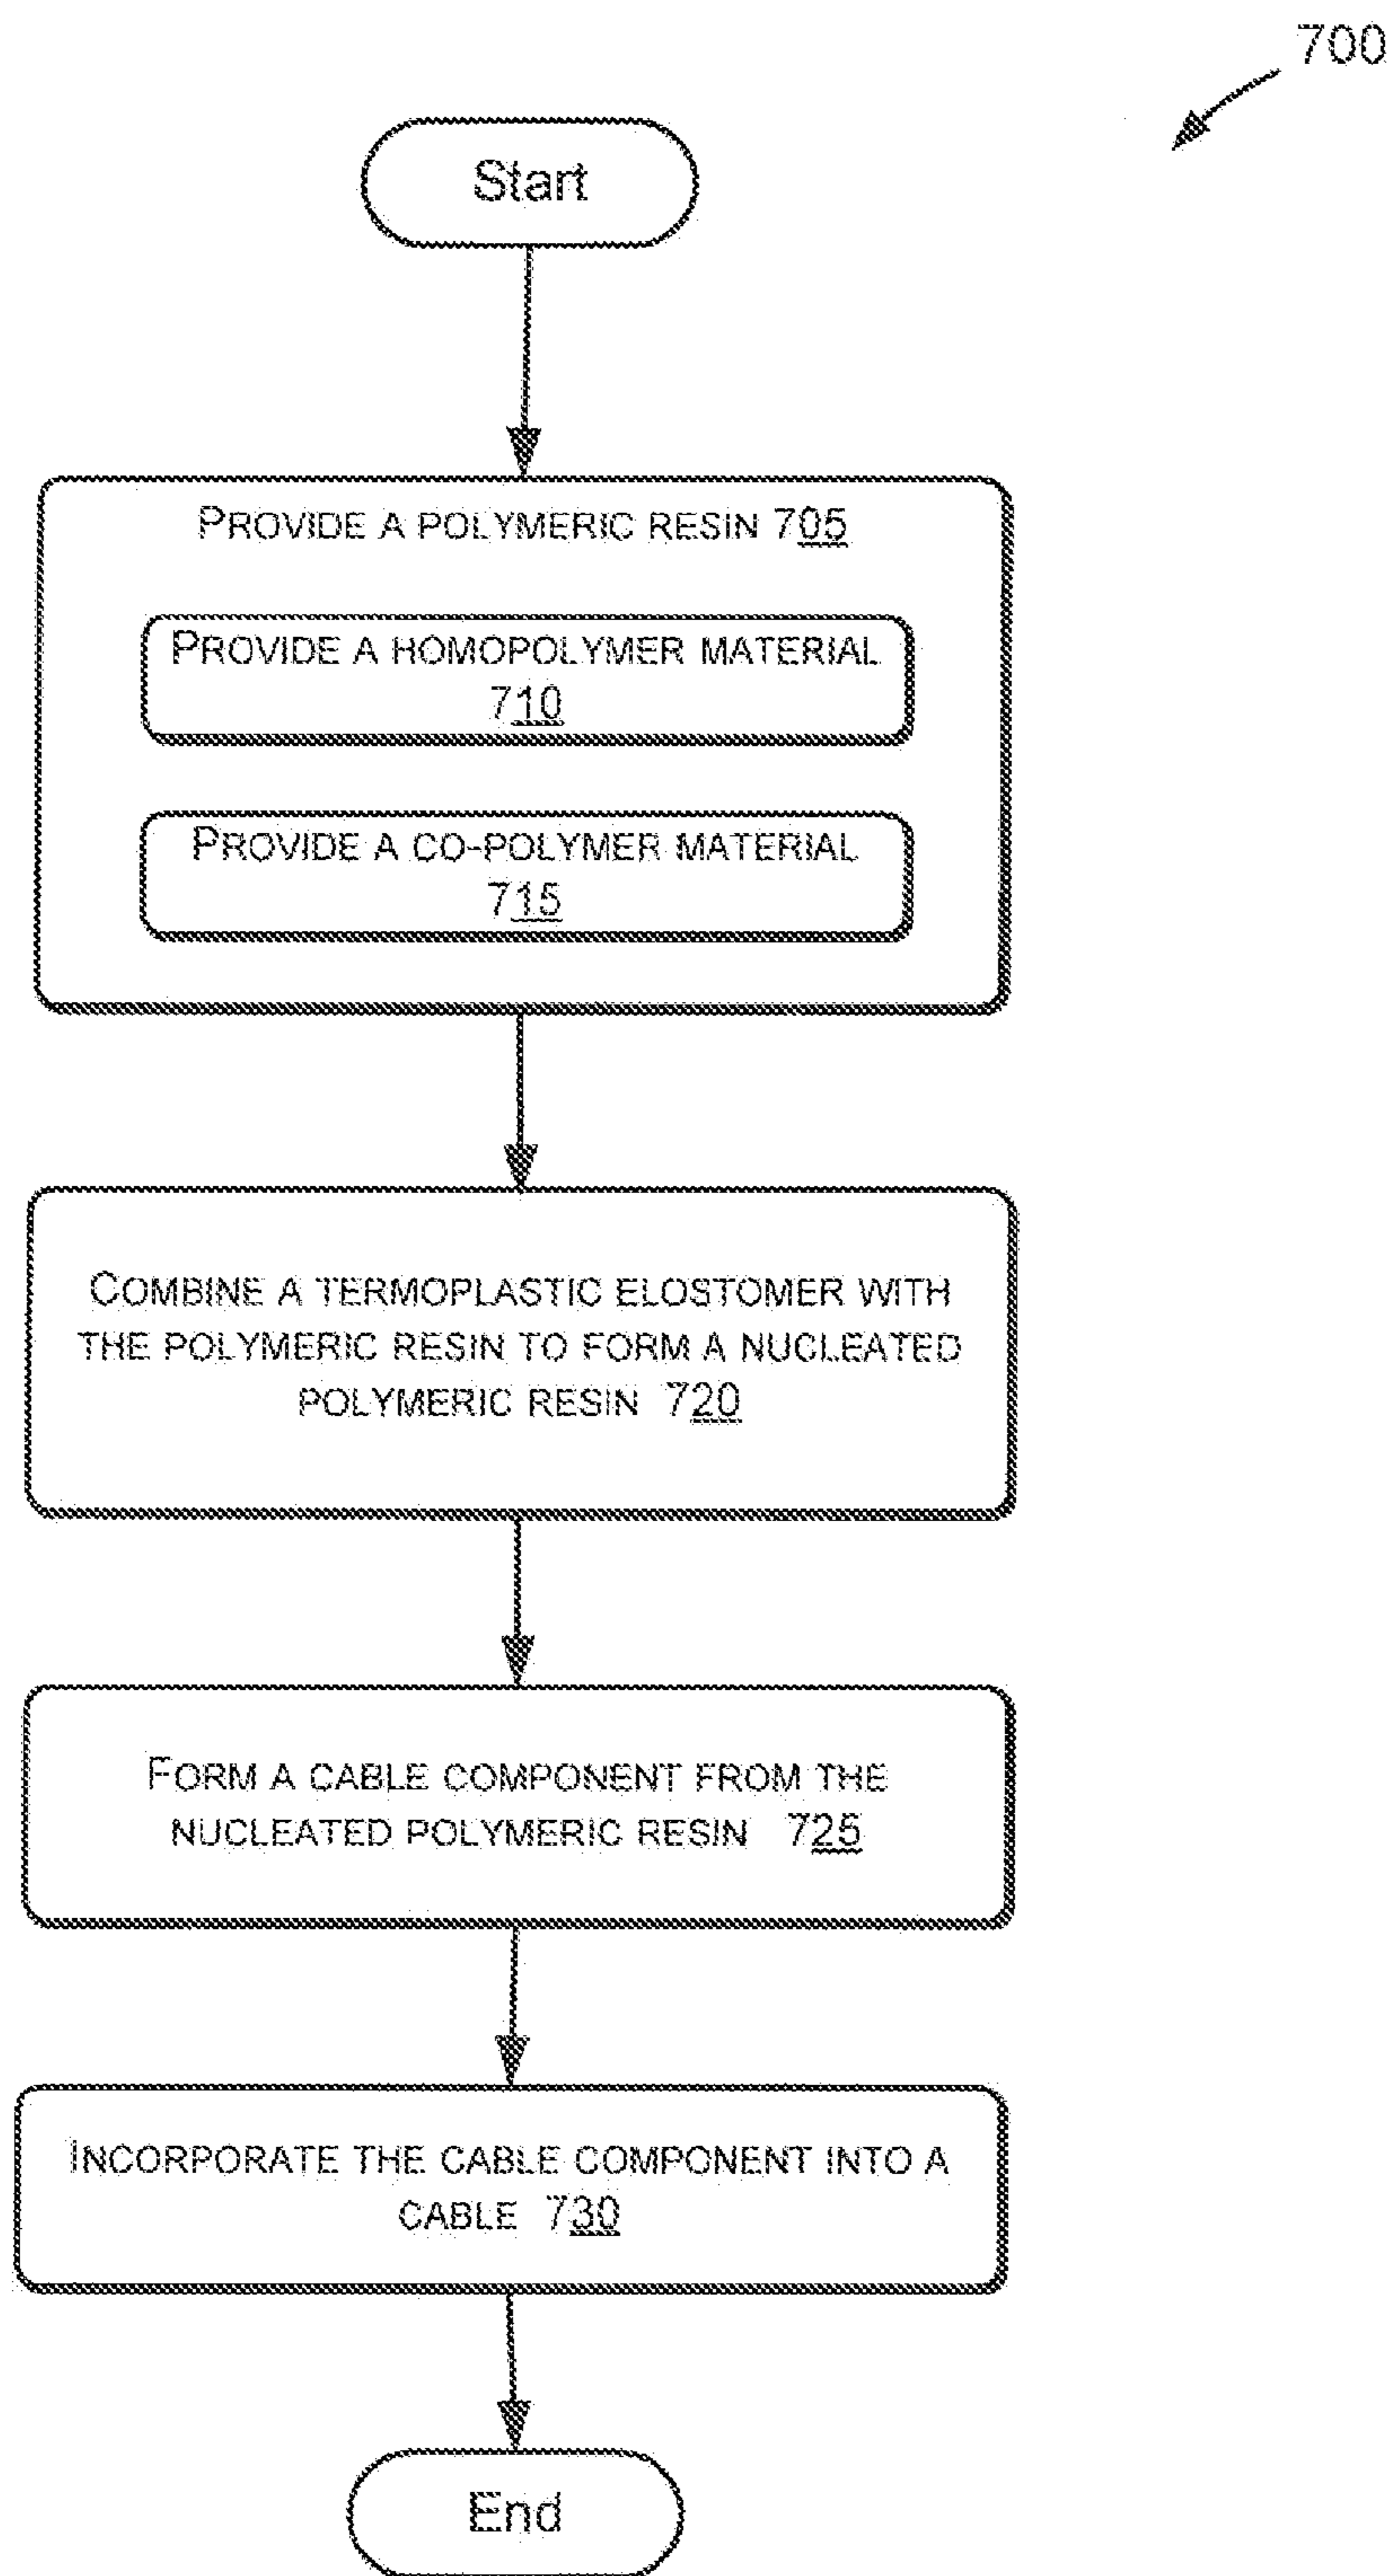 700
Start
PROVIDE A POLYMERIC RESIN 705
PROVIDE A HOMOPOLYMER MATERIAL
710
PROVIDE A CO-POLYMER MATERIAL
715
COMBINE A TERMOPLASTIC ELOSTOMER WITH
THE POLYMERIC RESIN TO FORM A NUCLEATED
POLYMERIC RESIN 720
FORM A CABLE COMPONENT FROM THE
NUCLEATED POLYMERIC RESIN 725
INCORPORATE THE CABLE COMPONENT INTO A
CABLE 730
End